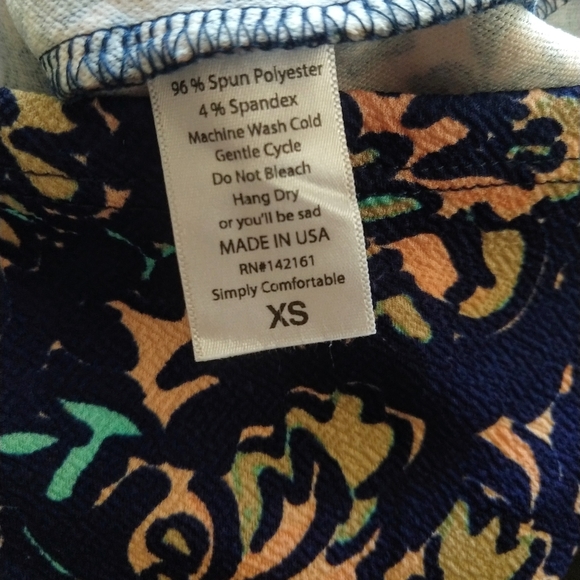 96% Spun Polyester
4% Spandex
Machine Wash Cold
Gentle Cycle
Do Not Bleach
Hang Dry
or you'll be sad
MADE IN USA
RN#142161
Simply Comfortable
XS